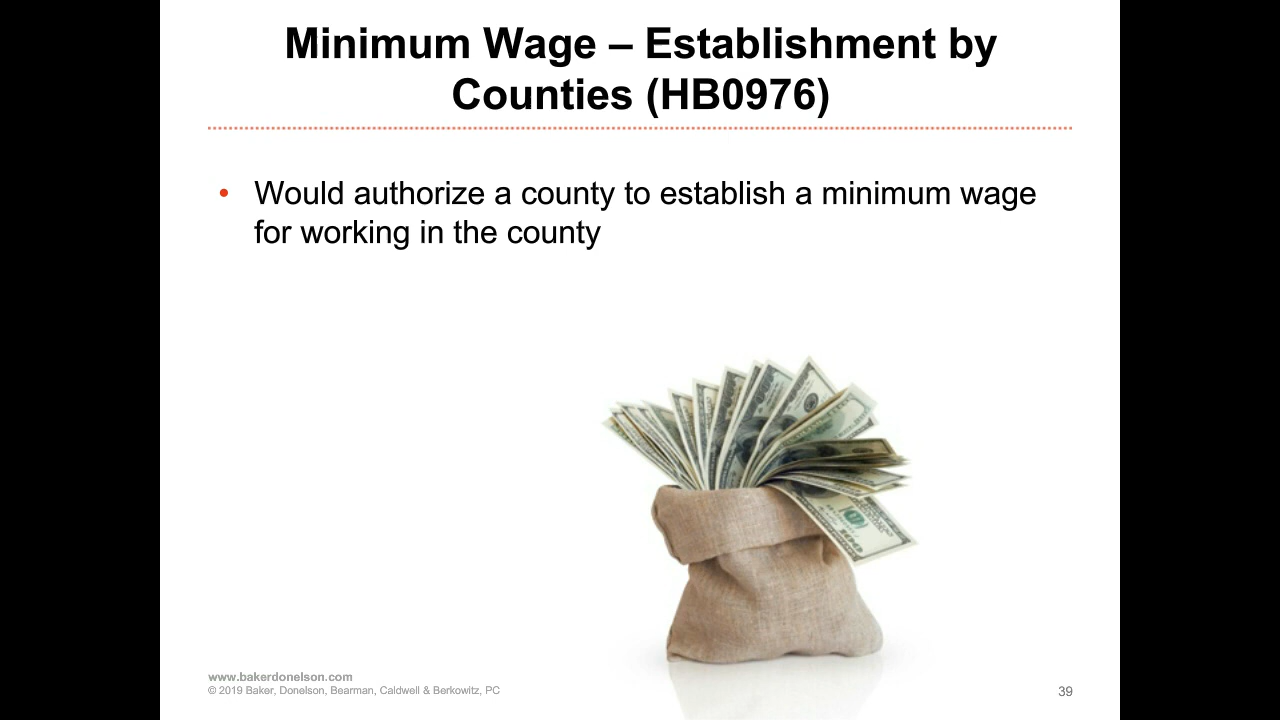 Minimum Wage – Establishment by
Counties (HB0976)
• Would authorize a county to establish a minimum wage
for working in the county
www.bakerdonelson.com
© 2019 Baker, Donelson, Bearman, Caldwell & Berkowitz, PC
39